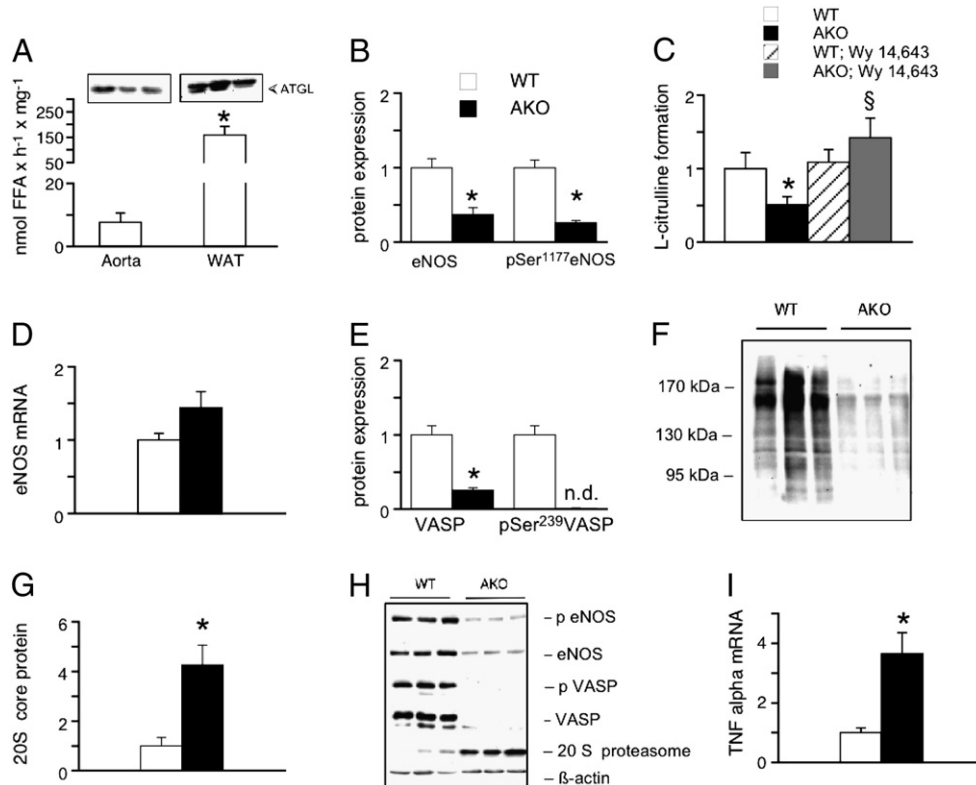 WT
AKO
WT; Wy 14,643
AKO; Wy 14,643
A
ATGL
nmol FFA x h⁻¹ x mg⁻¹
250
150
50
20
10
0
Aorta
WAT
*
B
WT
AKO
protein expression
2
1
0
*
*
eNOS
pSer¹¹⁷⁷eNOS
C
L-citrulline formation
2
1
0
*
§
D
eNOS mRNA
2
1
0
E
protein expression
2
1
0
*
n.d.
VASP
pSer²³⁹VASP
F
WT
AKO
170 kDa –
130 kDa –
95 kDa –
G
20S core protein
6
4
2
0
*
H
WT
AKO
– p eNOS
– eNOS
– p VASP
– VASP
– 20 S proteasome
– ß-actin
I
TNF alpha mRNA
4
2
0
*